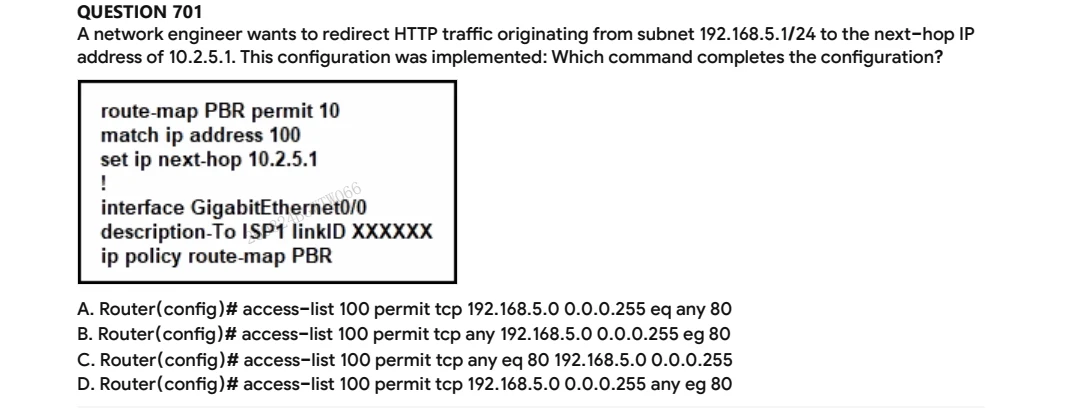 QUESTION 701
A network engineer wants to redirect HTTP traffic originating from subnet 192.168.5.1/24 to the next-hop IP
address of 10.2.5.1. This configuration was implemented: Which command completes the configuration?
route-map PBR permit 10
match ip address 100
set ip next-hop 10.2.5.1
!
interface GigabitEthernet0/0
description-To ISP1 linkID XXXXXX
ip policy route-map PBR
A. Router(config)# access-list 100 permit tcp 192.168.5.0 0.0.0.255 eq any 80
B. Router(config)# access-list 100 permit tcp any 192.168.5.0 0.0.0.255 eg 80
C. Router(config)# access-list 100 permit tcp any eq 80 192.168.5.0 0.0.0.255
D. Router(config)# access-list 100 permit tcp 192.168.5.0 0.0.0.255 any eg 80